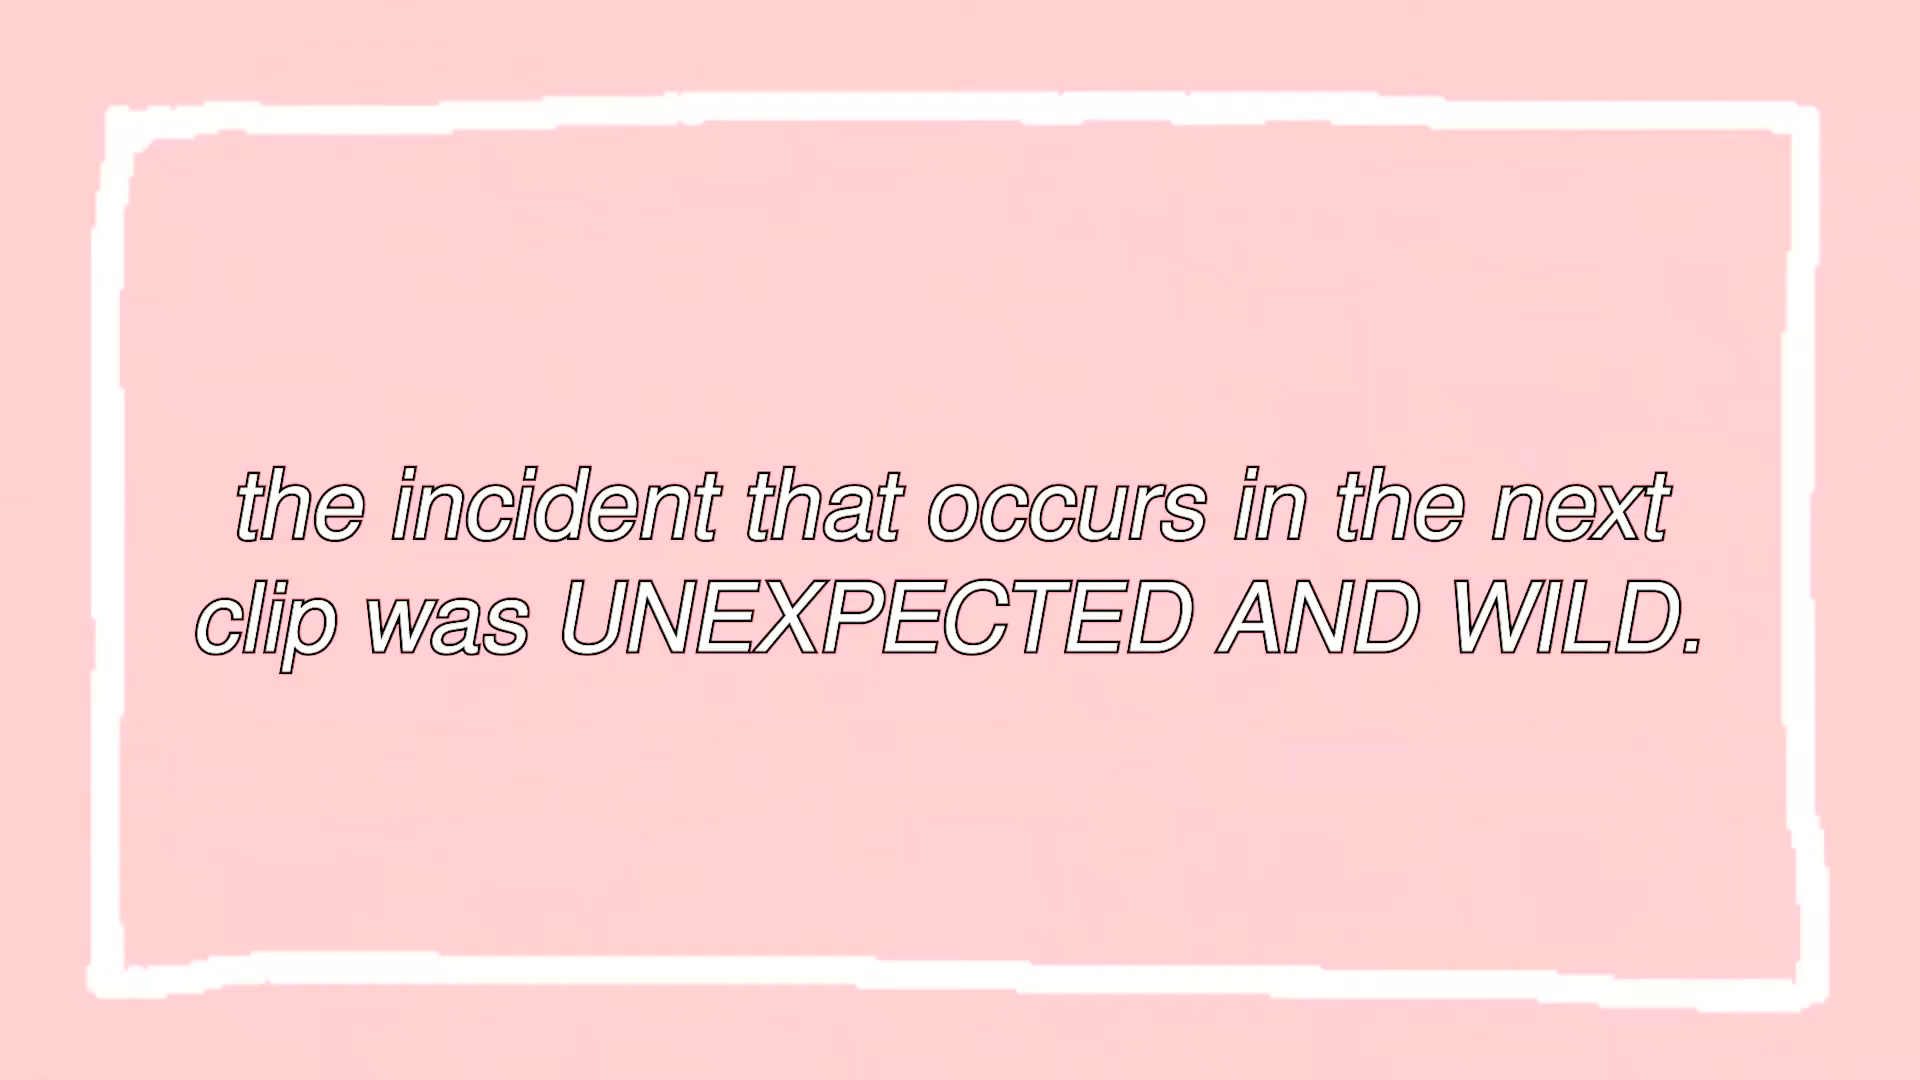 the incident that occurs in the next
clip was UNEXPECTED AND WILD.